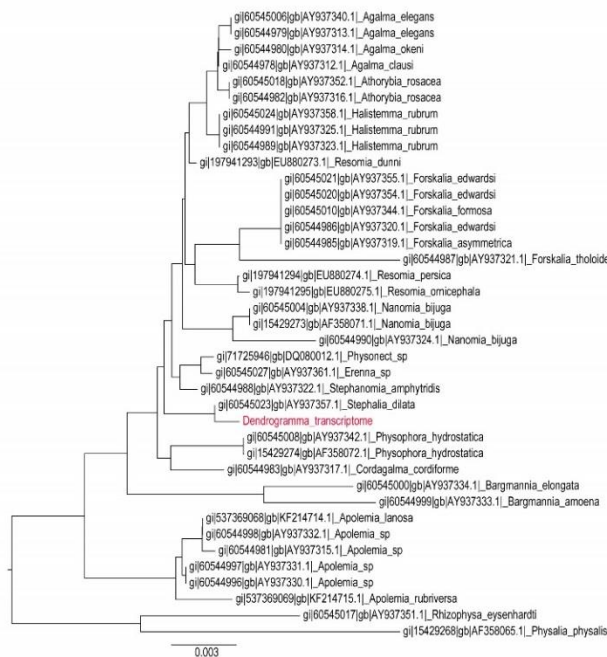 gi|60545006|gb|AY937340.1|_Agalma_elegans
gi|60544979|gb|AY937313.1|_Agalma_elegans
gi|60544980|gb|AY937314.1|_Agalma_okeni
gi|60544978|gb|AY937312.1|_Agalma_clausi
gi|60545018|gb|AY937352.1|_Athorybia_rosacea
gi|60544982|gb|AY937316.1|_Athorybia_rosacea
gi|60545024|gb|AY937358.1|_Halistemma_rubrum
gi|60544991|gb|AY937325.1|_Halistemma_rubrum
gi|60544989|gb|AY937323.1|_Halistemma_rubrum
gi|197941293|gb|EU880273.1|_Resomia_dunni
gi|60545021|gb|AY937355.1|_Forskalia_edwardsi
gi|60545020|gb|AY937354.1|_Forskalia_edwardsi
gi|60545010|gb|AY937344.1|_Forskalia_formosa
gi|60544986|gb|AY937320.1|_Forskalia_edwardsi
gi|60544985|gb|AY937319.1|_Forskalia_asymmetrica
gi|60544987|gb|AY937321.1|_Forskalia_tholoide
gi|197941294|gb|EU880274.1|_Resomia_persica
gi|197941295|gb|EU880275.1|_Resomia_ornicephala
gi|60545004|gb|AY937338.1|_Nanomia_bijuga
gi|15429273|gb|AF358071.1|_Nanomia_bijuga
gi|60544990|gb|AY937324.1|_Nanomia_bijuga
gi|71725946|gb|DQ080012.1|_Physonect_sp
gi|60545027|gb|AY937361.1|_Erenna_sp
gi|60544988|gb|AY937322.1|_Stephanomia_amphytridis
gi|60545023|gb|AY937357.1|_Stephalia_dilata
Dendrogramma_transcriptome
gi|60545008|gb|AY937342.1|_Physophora_hydrostatica
gi|15429274|gb|AF358072.1|_Physophora_hydrostatica
gi|60544983|gb|AY937317.1|_Cordagalma_cordiforme
gi|60545000|gb|AY937334.1|_Bargmannia_elongata
gi|60544999|gb|AY937333.1|_Bargmannia_amoena
gi|537369068|gb|KF214714.1|_Apolemia_lanosa
gi|60544998|gb|AY937332.1|_Apolemia_sp
gi|60544981|gb|AY937315.1|_Apolemia_sp
gi|60544997|gb|AY937331.1|_Apolemia_sp
gi|60544996|gb|AY937330.1|_Apolemia_sp
gi|537369069|gb|KF214715.1|_Apolemia_rubriversa
gi|60545017|gb|AY937351.1|_Rhizophysa_eysenhardti
gi|15429268|gb|AF358065.1|_Physalia_physalis
0.003